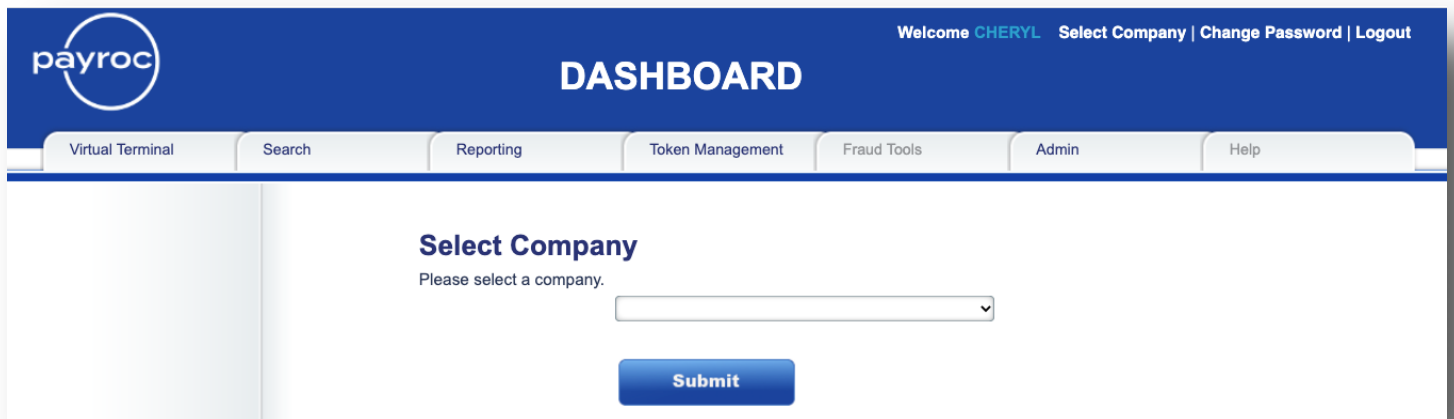 payroc
Welcome CHERYL Select Company | Change Password | Logout
DASHBOARD
Virtual Terminal Search Reporting Token Management Fraud Tools Admin Help
Select Company
Please select a company.
Submit